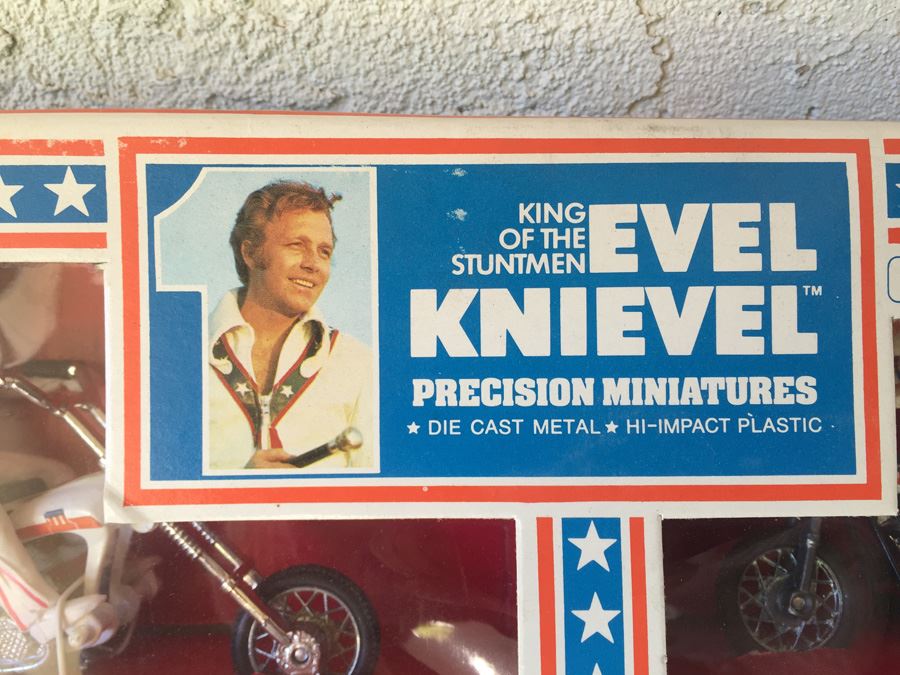 KING
OF THE
STUNTMEN
EVEL
KNIEVEL™
PRECISION MINIATURES
★ DIE CAST METAL ★ HI-IMPACT PLASTIC